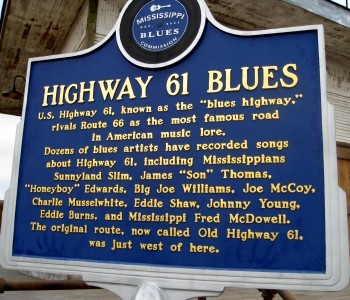 MISSISSIPPI
BLUES
COMMISSION
HIGHWAY 61 BLUES
U.S. Highway 61, known as the "blues highway,"
rivals Route 66 as the most famous road
in American music lore.
Dozens of blues artists have recorded songs
about Highway 61, including Mississippians
Sunnyland Slim, James "Son" Thomas,
"Honeyboy" Edwards, Big Joe Williams, Joe McCoy,
Charlie Musselwhite, Eddie Shaw, Johnny Young,
Eddie Burns, and Mississippi Fred McDowell.
The original route, now called Old Highway 61,
was just west of here.